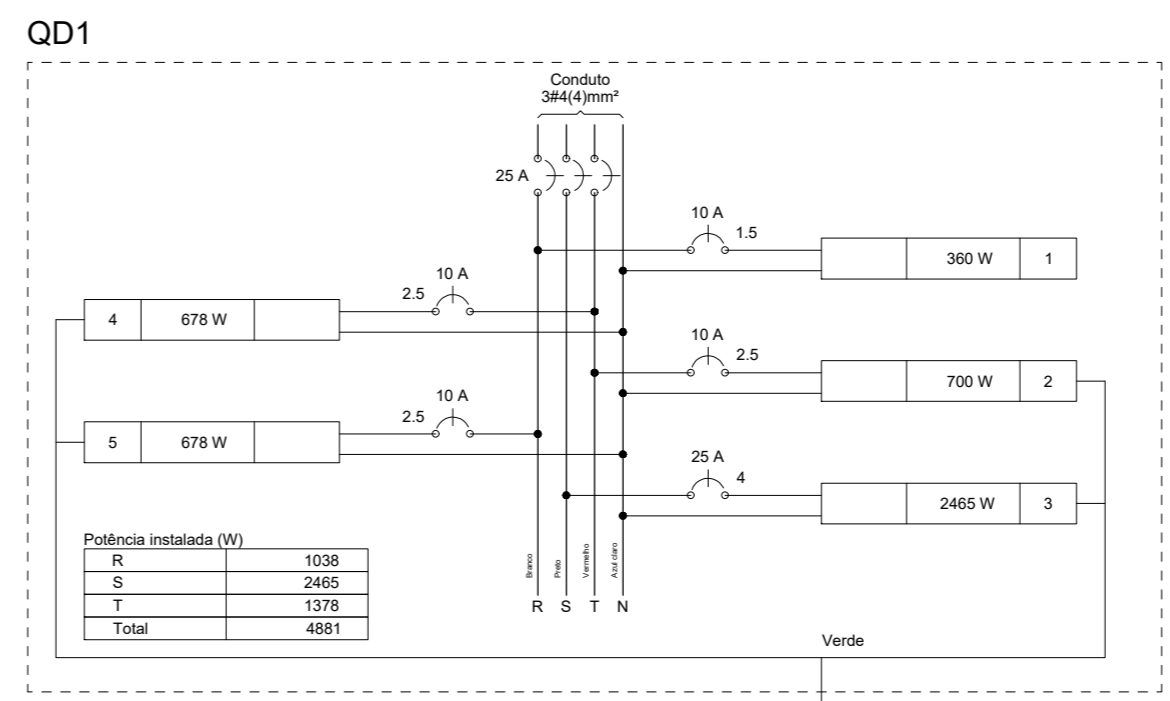 QD1
Conduto
3#4(4)mm²
25 A
10 A
1.5
360 W 1
10 A
2.5
4 678 W
10 A
2.5
700 W 2
10 A
2.5
5 678 W
25 A
4
2465 W 3
Potência instalada (W)
R 1038
S 2465
T 1378
Total 4881
Branco
Preto
Vermelho
Azul claro
R S T N
Verde